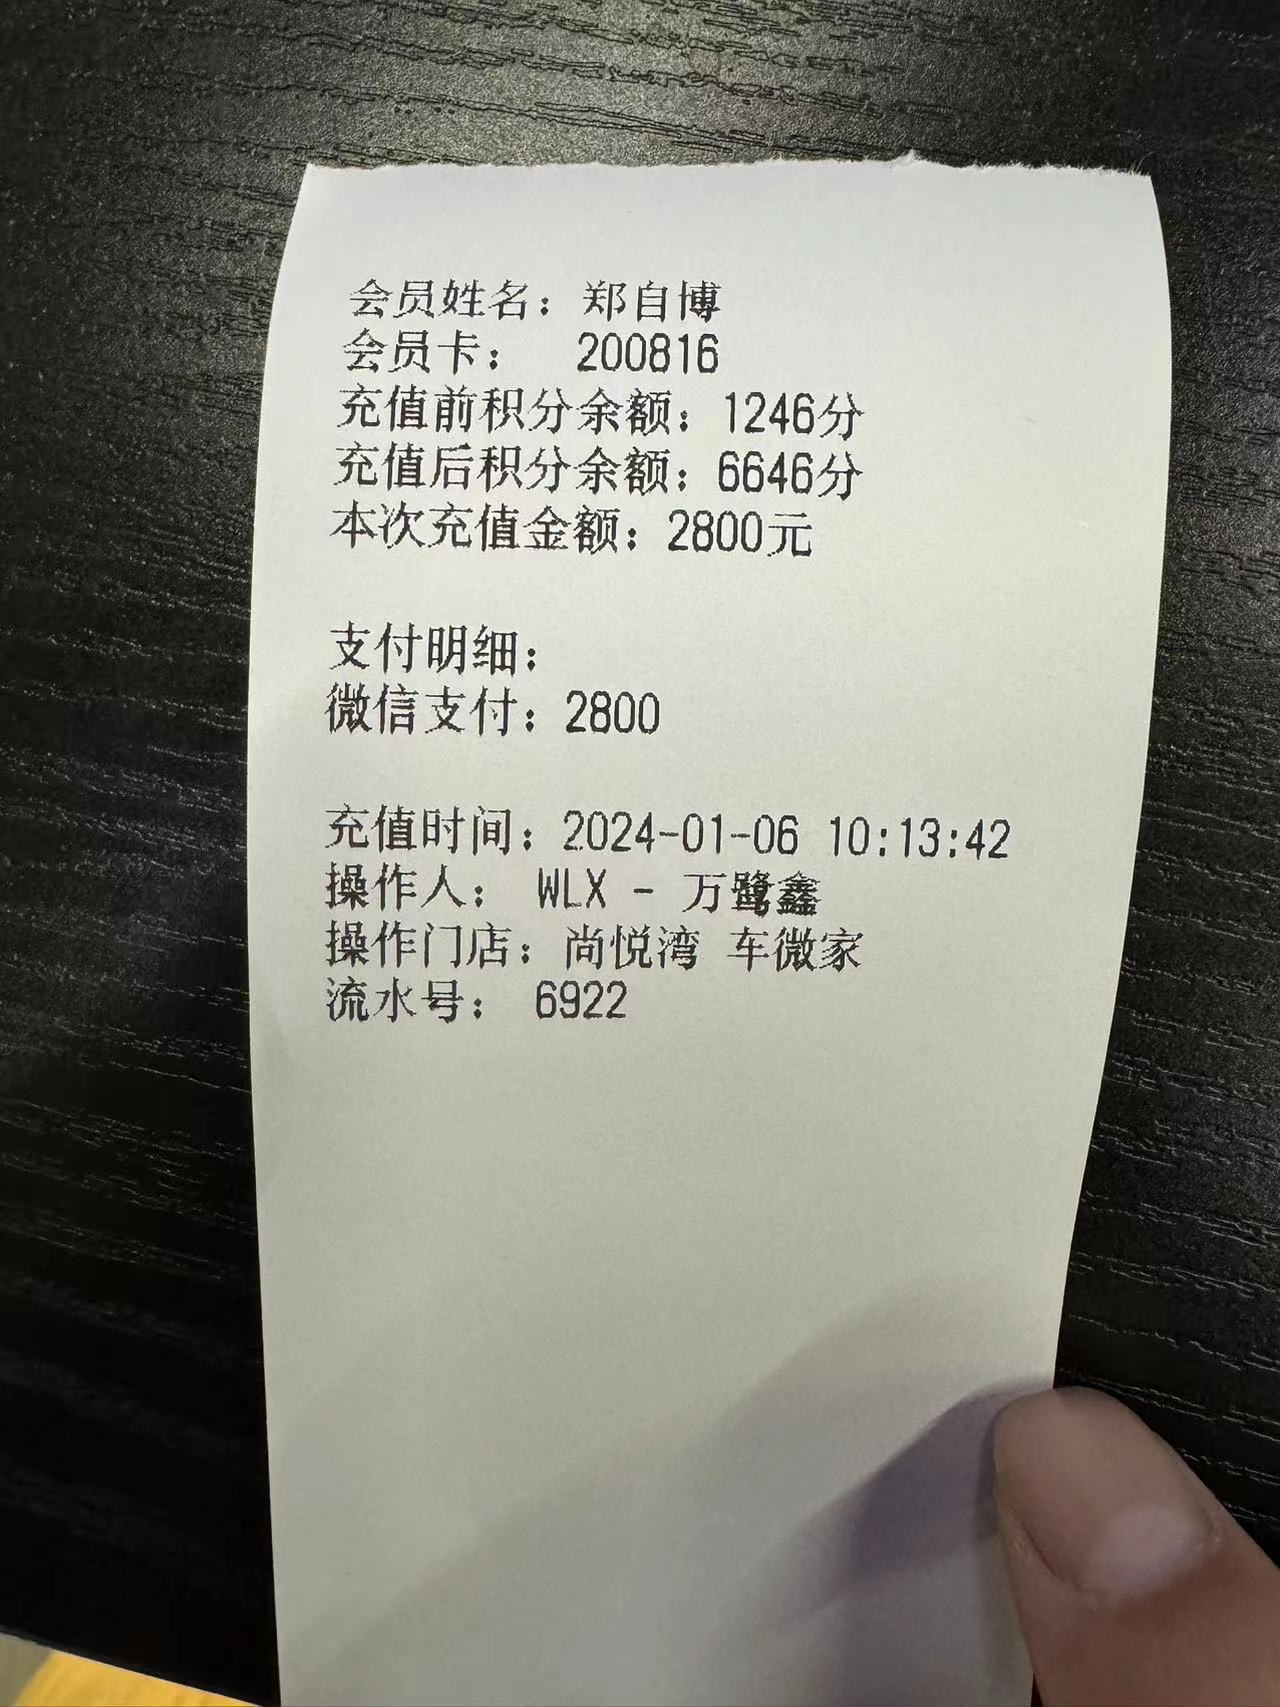 会员姓名：郑自博
会员卡： 200816
充值前积分余额：1246分
充值后积分余额：6646分
本次充值金额：2800元
支付明细：
微信支付：2800
充值时间：2024-01-06 10:13:42
操作人： WLX - 万鹭鑫
操作门店：尚悦湾 车微家
流水号： 6922